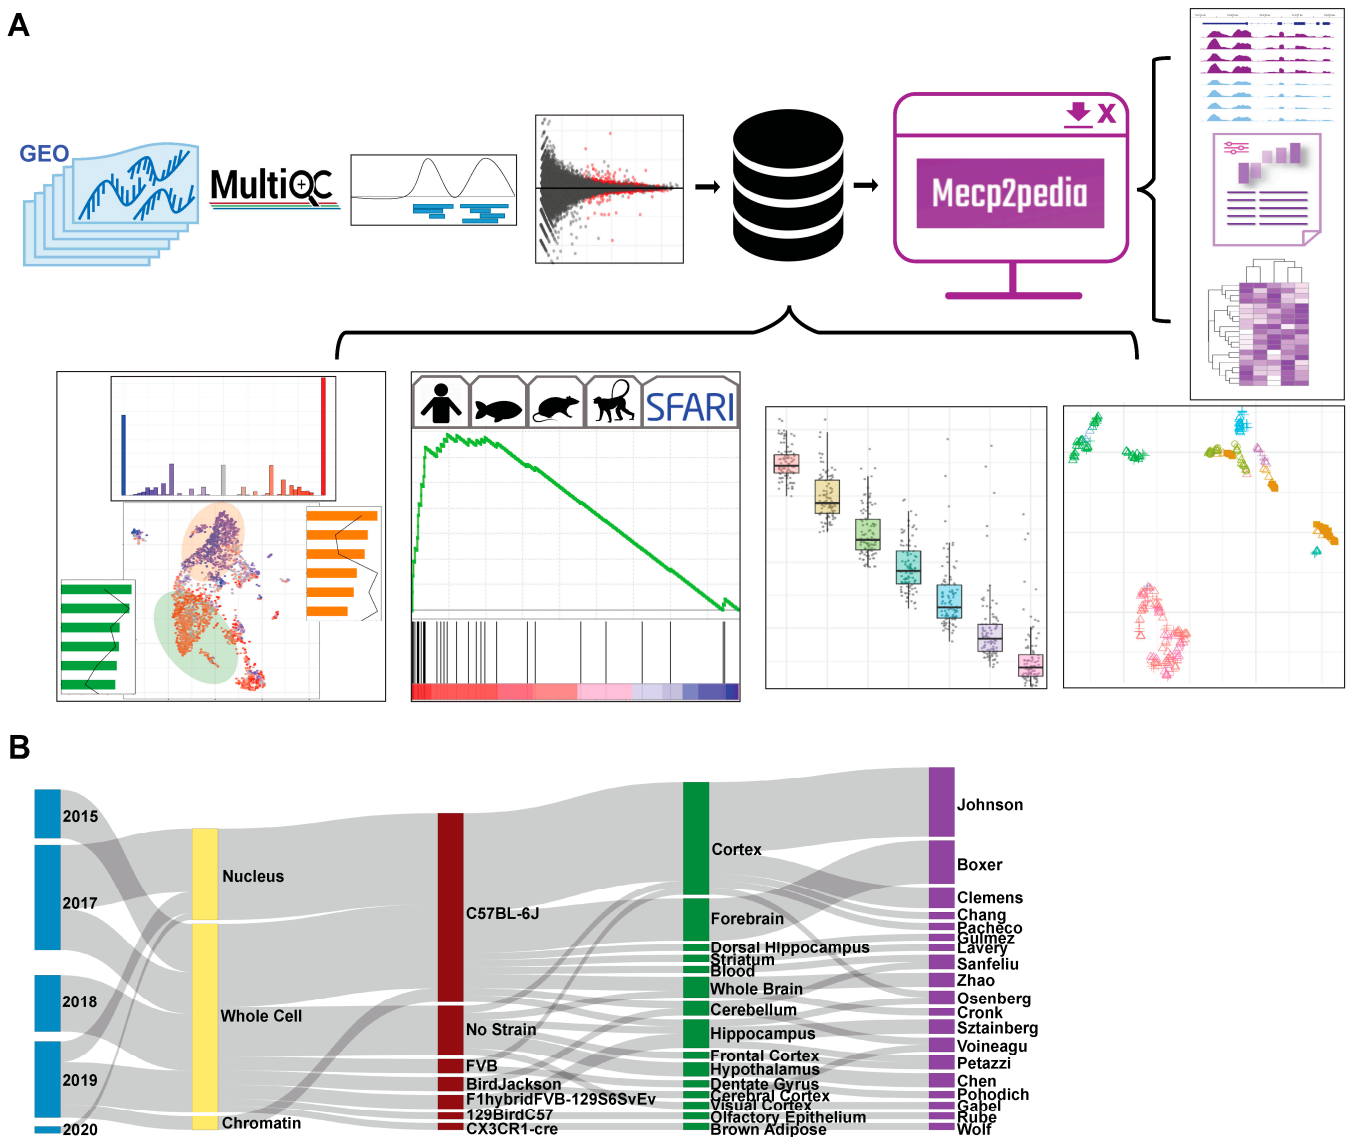 A
GEO
MultiQC
Mecp2pedia
X
SFARI
B
2015
2017
2018
2019
2020
Nucleus
Whole Cell
Chromatin
C57BL-6J
No Strain
FVB
BirdJackson
F1hybridFVB-129S6SvEv
129BirdC57
CX3CR1-cre
Cortex
Forebrain
Dorsal Hippocampus
Striatum
Blood
Whole Brain
Cerebellum
Hippocampus
Frontal Cortex
Hypothalamus
Dentate Gyrus
Cerebral Cortex
Visual Cortex
Olfactory Epithelium
Brown Adipose
Johnson
Boxer
Clemens
Chang
Pacheco
Gulmez
Lavery
Sanfeliu
Zhao
Osenberg
Cronk
Sztainberg
Voineagu
Petazzi
Chen
Pohodich
Gabel
Rube
Wolf